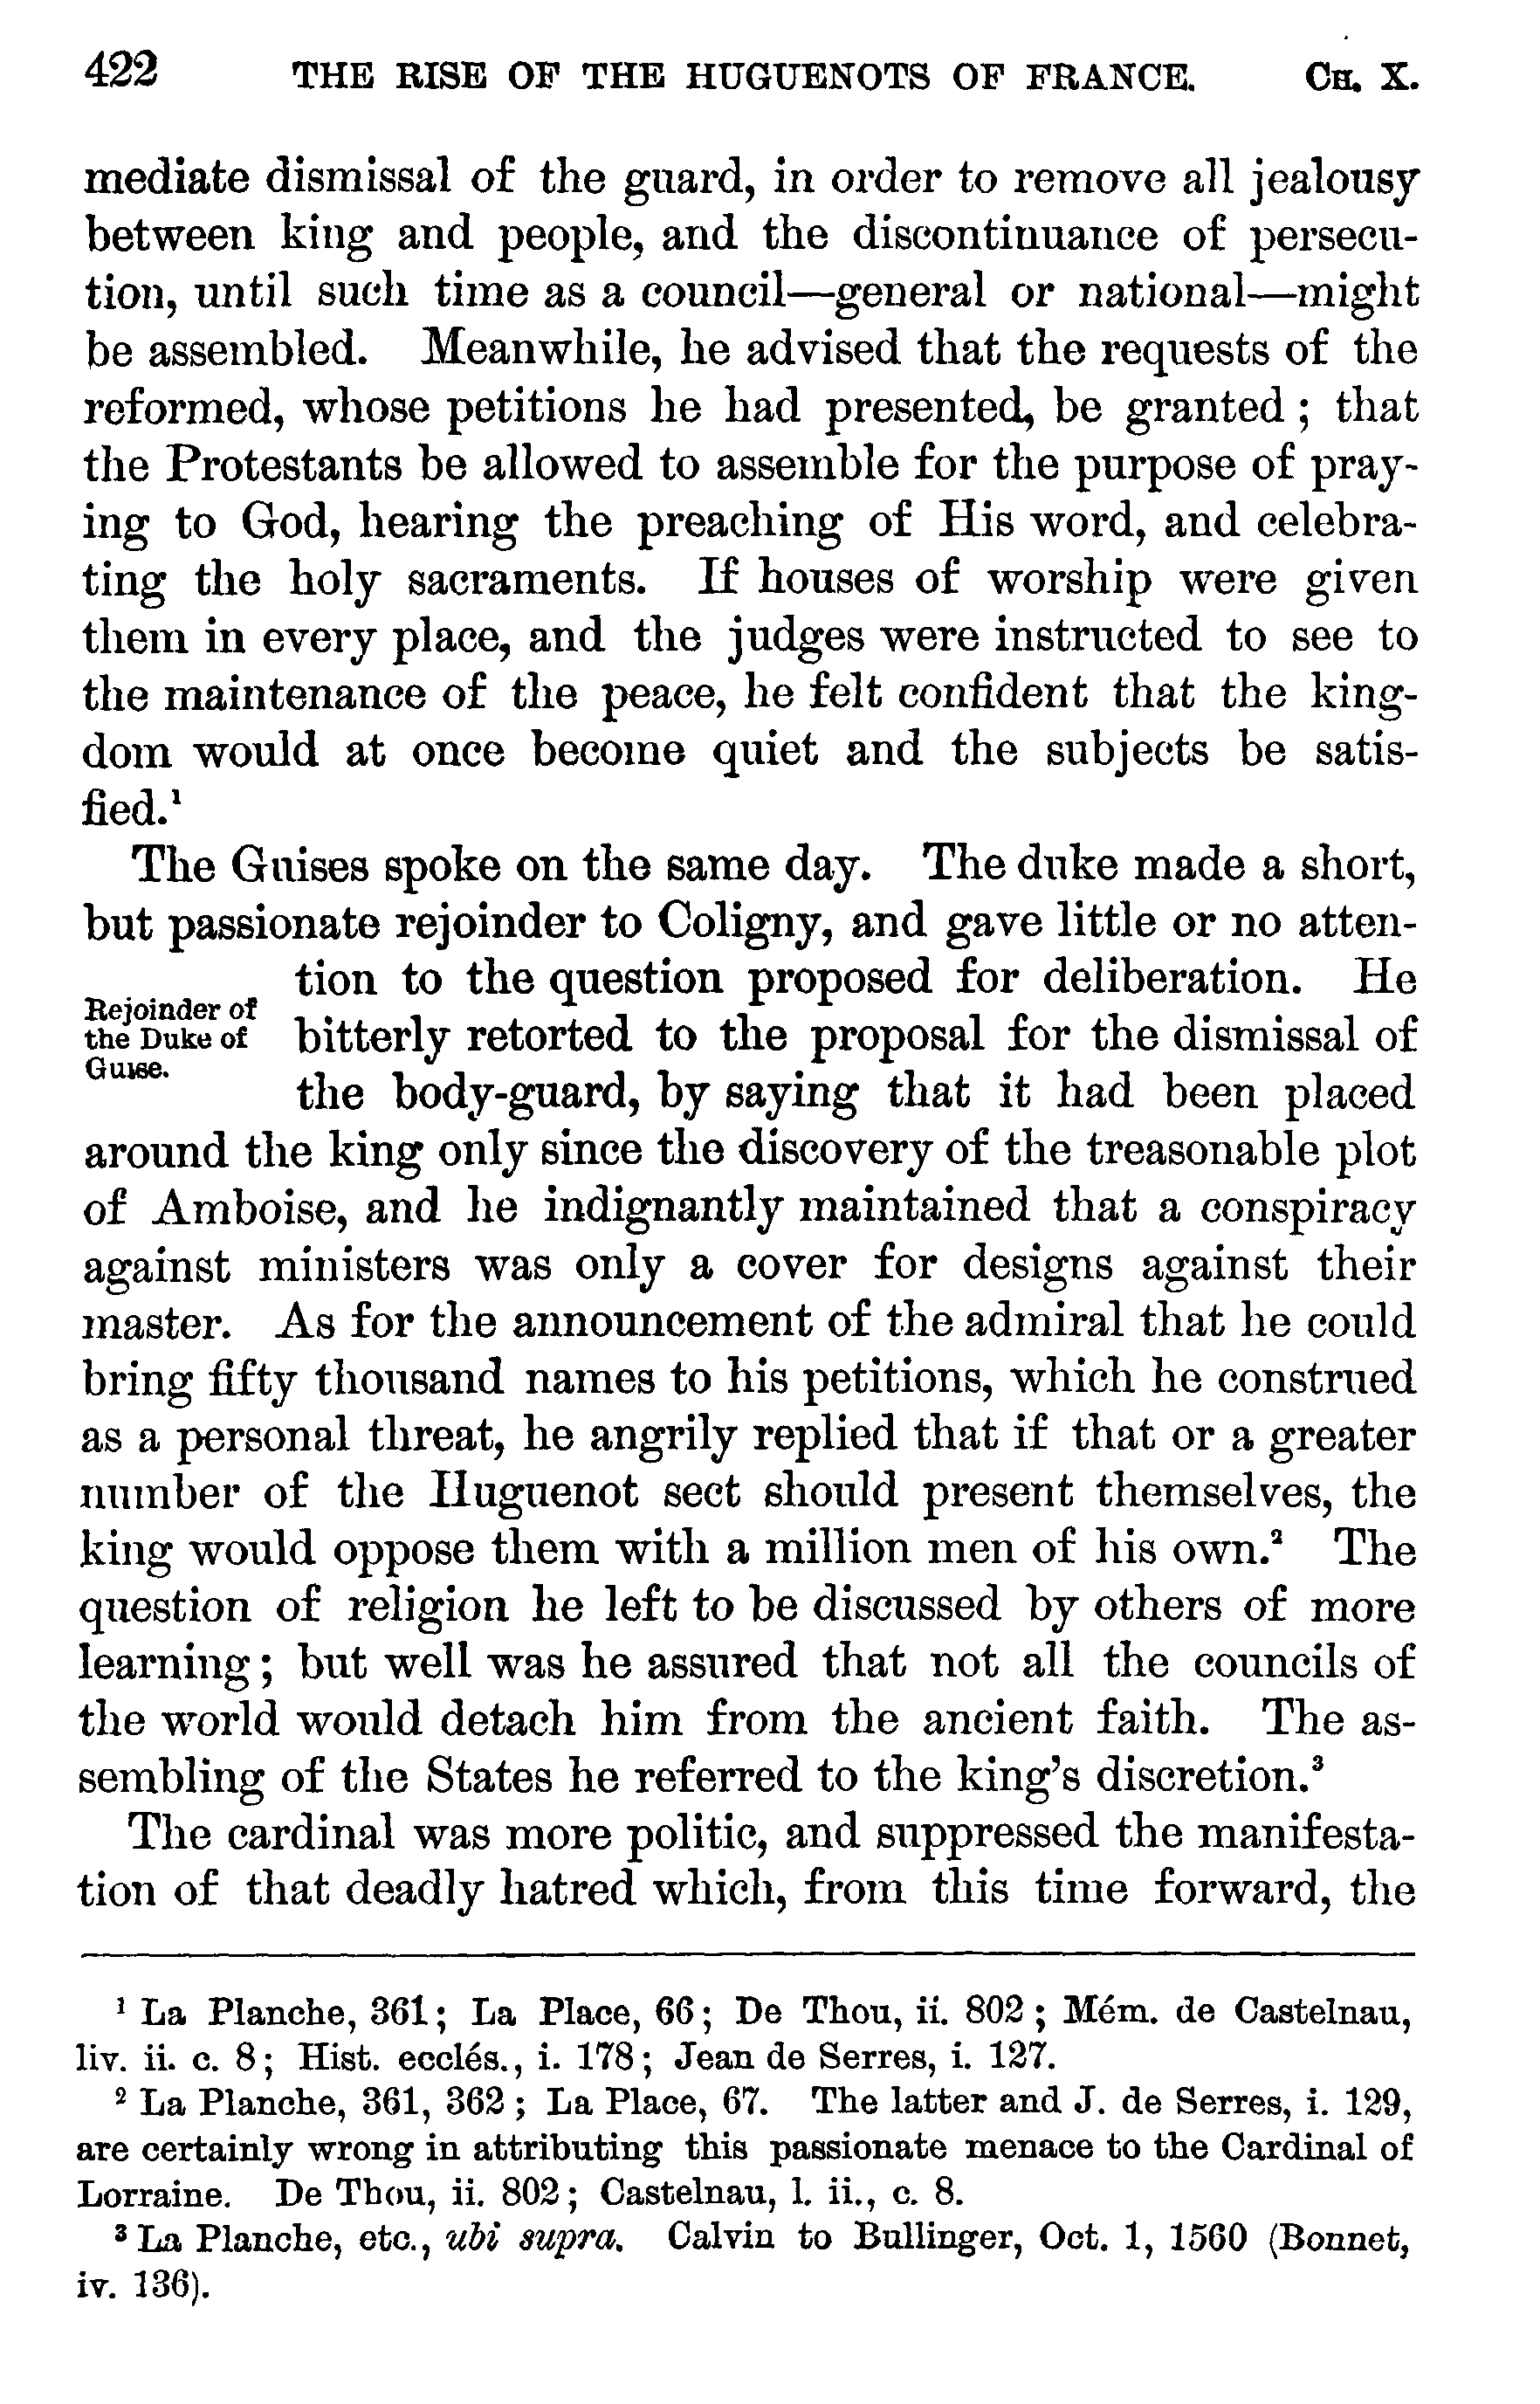 422 THE RISE OF THE HUGUENOTS OF FRANCE. CH. X.
mediate dismissal of the guard, in order to remove all jealousy
between king and people, and the discontinuance of persecu-
tion, until such time as a council—general or national—might
be assembled. Meanwhile, he advised that the requests of the
reformed, whose petitions he had presented, be granted; that
the Protestants be allowed to assemble for the purpose of pray-
ing to God, hearing the preaching of His word, and celebra-
ting the holy sacraments. If houses of worship were given
them in every place, and the judges were instructed to see to
the maintenance of the peace, he felt confident that the king-
dom would at once become quiet and the subjects be satis-
fied.¹
The Guises spoke on the same day. The duke made a short,
but passionate rejoinder to Coligny, and gave little or no atten-
Rejoinder of
the Duke of
Guise.
tion to the question proposed for deliberation. He
bitterly retorted to the proposal for the dismissal of
the body-guard, by saying that it had been placed
around the king only since the discovery of the treasonable plot
of Amboise, and he indignantly maintained that a conspiracy
against ministers was only a cover for designs against their
master. As for the announcement of the admiral that he could
bring fifty thousand names to his petitions, which he construed
as a personal threat, he angrily replied that if that or a greater
number of the Huguenot sect should present themselves, the
king would oppose them with a million men of his own.² The
question of religion he left to be discussed by others of more
learning; but well was he assured that not all the councils of
the world would detach him from the ancient faith. The as-
sembling of the States he referred to the king's discretion.³
The cardinal was more politic, and suppressed the manifesta-
tion of that deadly hatred which, from this time forward, the
¹ La Planche, 361; La Place, 66; De Thou, ii. 802; Mém. de Castelnau,
liv. ii. c. 8; Hist. ecclés., i. 178; Jean de Serres, i. 127.
² La Planche, 361, 362; La Place, 67. The latter and J. de Serres, i. 129,
are certainly wrong in attributing this passionate menace to the Cardinal of
Lorraine. De Thou, ii. 802; Castelnau, l. ii., c. 8.
³ La Planche, etc., ubi supra. Calvin to Bullinger, Oct. 1, 1560 (Bonnet,
iv. 136).